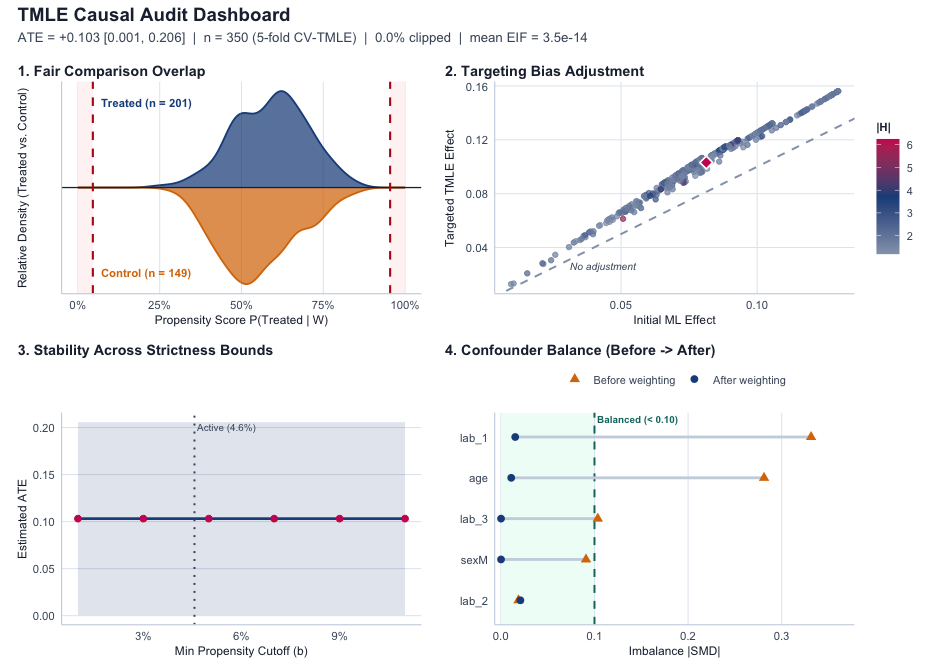 TMLE Causal Audit Dashboard
ATE = +0.103 [0.001, 0.206] | n = 350 (5-fold CV-TMLE) | 0.0% clipped | mean EIF = 3.5e-14
1. Fair Comparison Overlap
Relative Density (Treated vs. Control)
Treated (n = 201)
Control (n = 149)
0% 25% 50% 75% 100%
Propensity Score P(Treated | W)
2. Targeting Bias Adjustment
Targeted TMLE Effect
0.16
0.12
0.08
0.04
No adjustment
0.05 0.10
Initial ML Effect
|H|
6
5
4
3
2
3. Stability Across Strictness Bounds
Estimated ATE
0.20
0.15
0.10
0.05
0.00
Active (4.6%)
3% 6% 9%
Min Propensity Cutoff (b)
4. Confounder Balance (Before -> After)
Before weighting After weighting
Balanced (< 0.10)
lab_1
age
lab_3
sexM
lab_2
0.0 0.1 0.2 0.3
Imbalance |SMD|